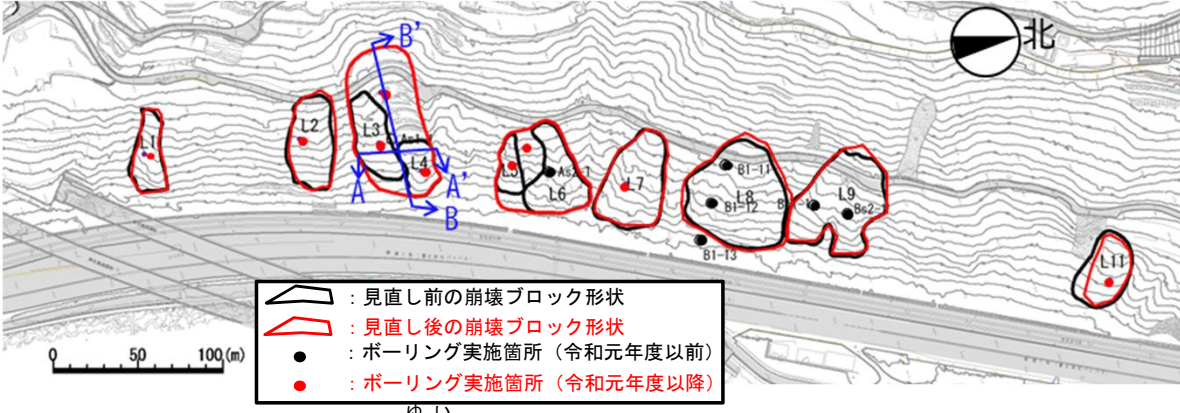 B'
北
L1
L2
L3
L4
A
A'
B
L5
As2-1
L6
L7
B1-11
L8
B1-12
B1-13
L9
Bs2-
L11
0 50 100(m)
：見直し前の崩壊ブロック形状
：見直し後の崩壊ブロック形状
：ボーリング実施箇所（令和元年度以前）
：ボーリング実施箇所（令和元年度以降）
ゆ い